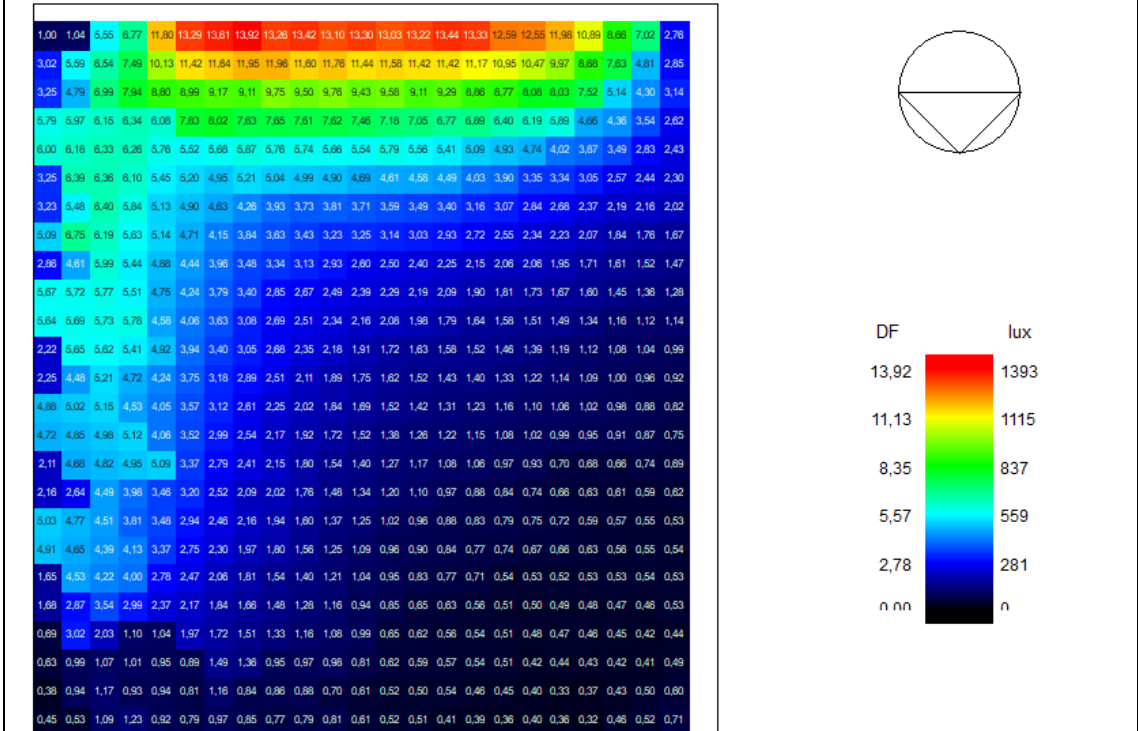 1,00 1,04 5,55 6,77 11,80 13,29 13,61 13,92 13,26 13,42 13,10 13,30 13,03 13,22 13,44 13,33 12,59 12,55 11,98 10,89 8,66 7,02 2,76
3,02 5,59 6,54 7,49 10,13 11,42 11,64 11,95 11,96 11,60 11,76 11,44 11,58 11,42 11,42 11,17 10,95 10,47 9,97 8,68 7,63 4,81 2,85
3,25 4,79 6,99 7,94 8,80 8,99 9,17 9,11 9,75 9,50 9,76 9,43 9,58 9,11 9,29 8,86 8,77 8,08 8,03 7,52 5,14 4,30 3,14
5,79 5,97 6,15 6,34 6,08 7,83 8,02 7,63 7,65 7,61 7,62 7,46 7,18 7,05 6,77 6,89 6,40 6,19 5,89 4,66 4,36 3,54 2,62
6,00 6,18 6,33 6,26 5,76 5,52 5,68 5,87 5,76 5,74 5,66 5,54 5,79 5,56 5,41 5,09 4,93 4,74 4,02 3,87 3,49 2,83 2,43
3,25 6,39 6,36 6,10 5,45 5,20 4,95 5,21 5,04 4,99 4,90 4,69 4,61 4,58 4,49 4,03 3,90 3,35 3,34 3,05 2,57 2,44 2,30
3,23 5,48 6,40 5,84 5,13 4,90 4,63 4,26 3,93 3,73 3,81 3,71 3,59 3,49 3,40 3,16 3,07 2,84 2,68 2,37 2,19 2,16 2,02
5,09 6,75 6,19 5,63 5,14 4,71 4,15 3,84 3,63 3,43 3,23 3,25 3,14 3,03 2,93 2,72 2,55 2,34 2,23 2,07 1,84 1,76 1,67
2,86 4,61 5,99 5,44 4,88 4,44 3,96 3,48 3,34 3,13 2,93 2,60 2,50 2,40 2,25 2,15 2,06 2,06 1,95 1,71 1,61 1,52 1,47
5,67 5,72 5,77 5,51 4,75 4,24 3,79 3,40 2,85 2,67 2,49 2,39 2,29 2,19 2,09 1,90 1,81 1,73 1,67 1,60 1,45 1,36 1,28
5,64 5,69 5,73 5,78 4,58 4,06 3,63 3,08 2,69 2,51 2,34 2,16 2,08 1,98 1,79 1,64 1,58 1,51 1,49 1,34 1,16 1,12 1,14
2,22 5,65 5,62 5,41 4,92 3,94 3,40 3,05 2,68 2,35 2,18 1,91 1,72 1,63 1,58 1,52 1,46 1,39 1,19 1,12 1,08 1,04 0,99
2,25 4,48 5,21 4,72 4,24 3,75 3,18 2,89 2,51 2,11 1,89 1,75 1,62 1,52 1,43 1,40 1,33 1,22 1,14 1,09 1,00 0,96 0,92
4,88 5,02 5,15 4,53 4,05 3,57 3,12 2,61 2,25 2,02 1,84 1,69 1,52 1,42 1,31 1,23 1,16 1,10 1,06 1,02 0,98 0,88 0,82
4,72 4,85 4,98 5,12 4,06 3,52 2,99 2,54 2,17 1,92 1,72 1,52 1,38 1,26 1,22 1,15 1,08 1,02 0,99 0,95 0,91 0,87 0,75
2,11 4,68 4,82 4,95 5,09 3,37 2,79 2,41 2,15 1,80 1,54 1,40 1,27 1,17 1,08 1,06 0,97 0,93 0,70 0,68 0,66 0,74 0,69
2,16 2,64 4,49 3,98 3,46 3,20 2,52 2,09 2,02 1,76 1,48 1,34 1,20 1,10 0,97 0,88 0,84 0,74 0,66 0,63 0,61 0,59 0,62
5,03 4,77 4,51 3,81 3,48 2,94 2,46 2,16 1,94 1,60 1,37 1,25 1,02 0,96 0,88 0,83 0,79 0,75 0,72 0,59 0,57 0,55 0,53
4,91 4,65 4,39 4,13 3,37 2,75 2,30 1,97 1,80 1,56 1,25 1,09 0,96 0,90 0,84 0,77 0,74 0,67 0,66 0,63 0,56 0,55 0,54
1,65 4,53 4,22 4,00 2,78 2,47 2,06 1,81 1,54 1,40 1,21 1,04 0,95 0,83 0,77 0,71 0,54 0,53 0,52 0,53 0,53 0,54 0,53
1,68 2,87 3,54 2,99 2,37 2,17 1,84 1,66 1,48 1,28 1,16 0,94 0,85 0,65 0,63 0,56 0,51 0,50 0,49 0,48 0,47 0,46 0,53
0,69 3,02 2,03 1,10 1,04 1,97 1,72 1,51 1,33 1,16 1,08 0,99 0,65 0,62 0,56 0,54 0,51 0,48 0,47 0,46 0,45 0,42 0,44
0,63 0,99 1,07 1,01 0,95 0,89 1,49 1,36 0,95 0,97 0,98 0,81 0,62 0,59 0,57 0,54 0,51 0,42 0,44 0,43 0,42 0,41 0,49
0,38 0,94 1,17 0,93 0,94 0,81 1,16 0,84 0,86 0,88 0,70 0,61 0,52 0,50 0,54 0,46 0,45 0,40 0,33 0,37 0,43 0,50 0,60
0,45 0,53 1,09 1,23 0,92 0,79 0,97 0,85 0,77 0,79 0,81 0,61 0,52 0,51 0,41 0,39 0,36 0,40 0,36 0,32 0,46 0,52 0,71
DF lux
13,92 1393
11,13 1115
8,35 837
5,57 559
2,78 281
0,00 0